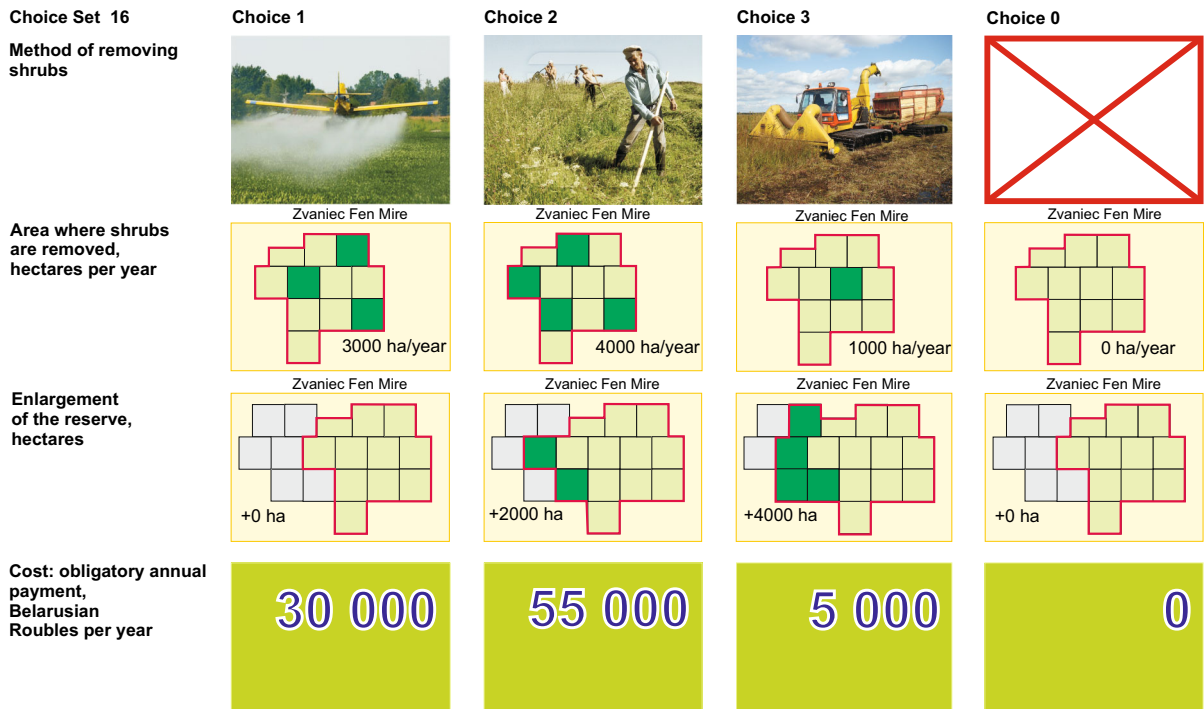 Choice Set 16
Choice 1
Choice 2
Choice 3
Choice 0
Method of removing
shrubs
Zvaniec Fen Mire
Zvaniec Fen Mire
Zvaniec Fen Mire
Zvaniec Fen Mire
Area where shrubs
are removed,
hectares per year
3000 ha/year
4000 ha/year
1000 ha/year
0 ha/year
Zvaniec Fen Mire
Zvaniec Fen Mire
Zvaniec Fen Mire
Zvaniec Fen Mire
Enlargement
of the reserve,
hectares
+0 ha
+2000 ha
+4000 ha
+0 ha
Cost: obligatory annual
payment,
Belarusian
Roubles per year
30 000
55 000
5 000
0